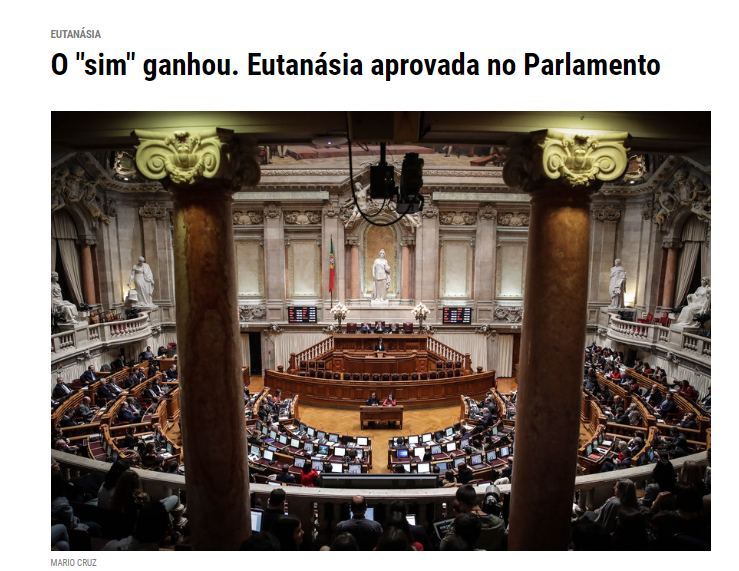 EUTANÁSIA
O "sim" ganhou. Eutanásia aprovada no Parlamento
MARIO CRUZ